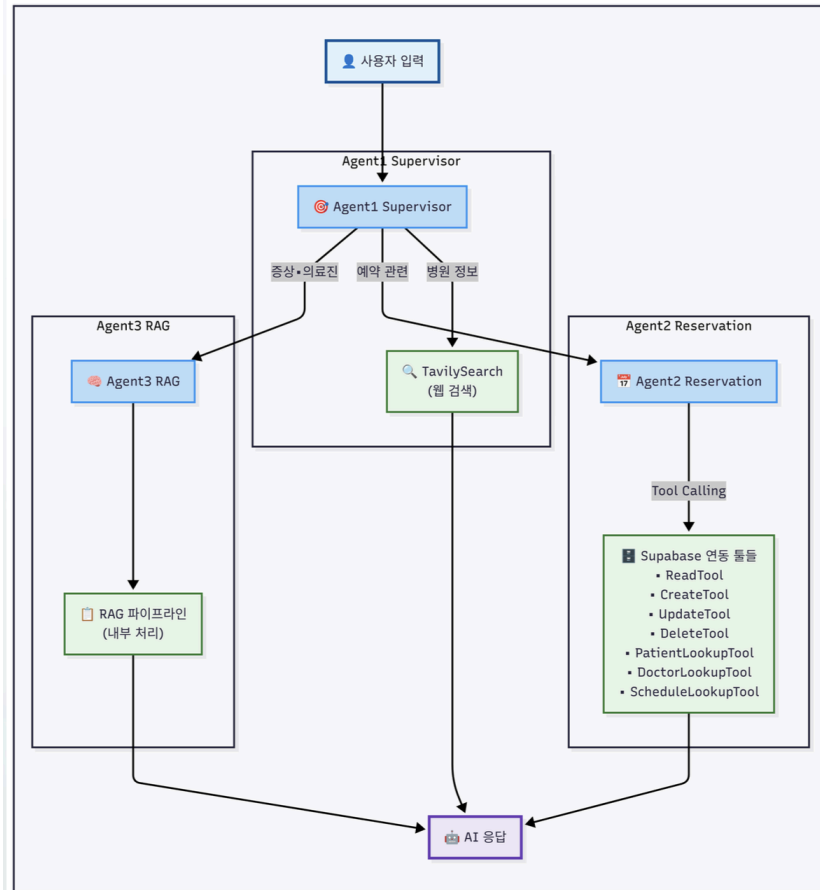 👤 사용자 입력
Agent1 Supervisor
🎯 Agent1 Supervisor
증상•의료진
예약 관련
병원 정보
Agent3 RAG
🧠 Agent3 RAG
🔍 TavilySearch
(웹 검색)
Agent2 Reservation
📅 Agent2 Reservation
Tool Calling
📋 RAG 파이프라인
(내부 처리)
🗄️ Supabase 연동 툴들
• ReadTool
• CreateTool
• UpdateTool
• DeleteTool
• PatientLookupTool
• DoctorLookupTool
• ScheduleLookupTool
🤖 AI 응답